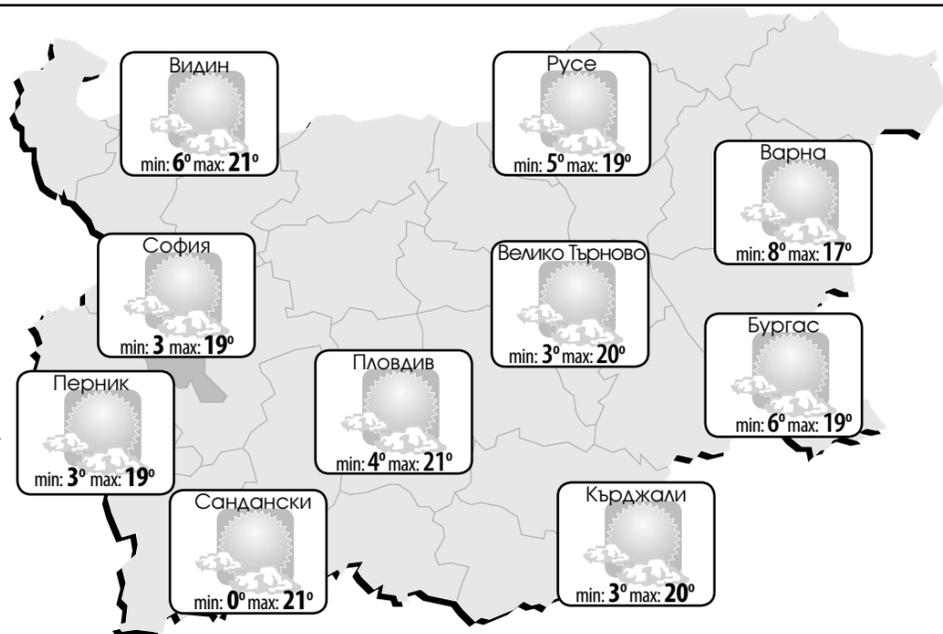 Видин
min: 6° max: 21°
Русе
min: 5° max: 19°
Варна
min: 8° max: 17°
София
min: 3 max: 19°
Велико Търново
min: 3° max: 20°
Бургас
min: 6° max: 19°
Пловдив
min: 4° max: 21°
Перник
min: 3° max: 19°
Сандански
min: 0° max: 21°
Кърджали
min: 3° max: 20°